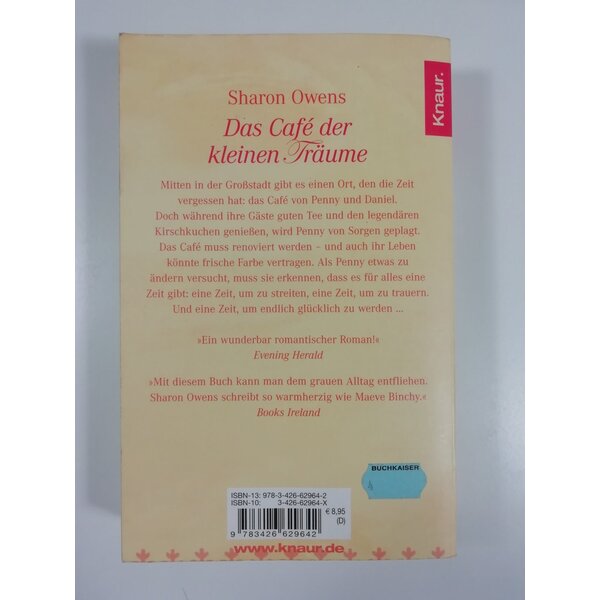 Knaur.
Sharon Owens
Das Café der
kleinen Träume
Mitten in der Großstadt gibt es einen Ort, den die Zeit
vergessen hat: das Café von Penny und Daniel.
Doch während ihre Gäste guten Tee und den legendären
Kirschkuchen genießen, wird Penny von Sorgen geplagt.
Das Café muss renoviert werden – und auch ihr Leben
könnte frische Farbe vertragen. Als Penny etwas zu
ändern versucht, muss sie erkennen, dass es für alles eine
Zeit gibt: eine Zeit, um zu streiten, eine Zeit, um zu trauern.
Und eine Zeit, um endlich glücklich zu werden ...
»Ein wunderbar romantischer Roman!«
Evening Herald
»Mit diesem Buch kann man dem grauen Alltag entfliehen.
Sharon Owens schreibt so warmherzig wie Maeve Binchy.«
Books Ireland
BUCHKAISER
ISBN-13: 978-3-426-62964-2
ISBN-10: 3-426-62964-X
€ 8,95
(D)
9 783426 629642
www.knaur.de